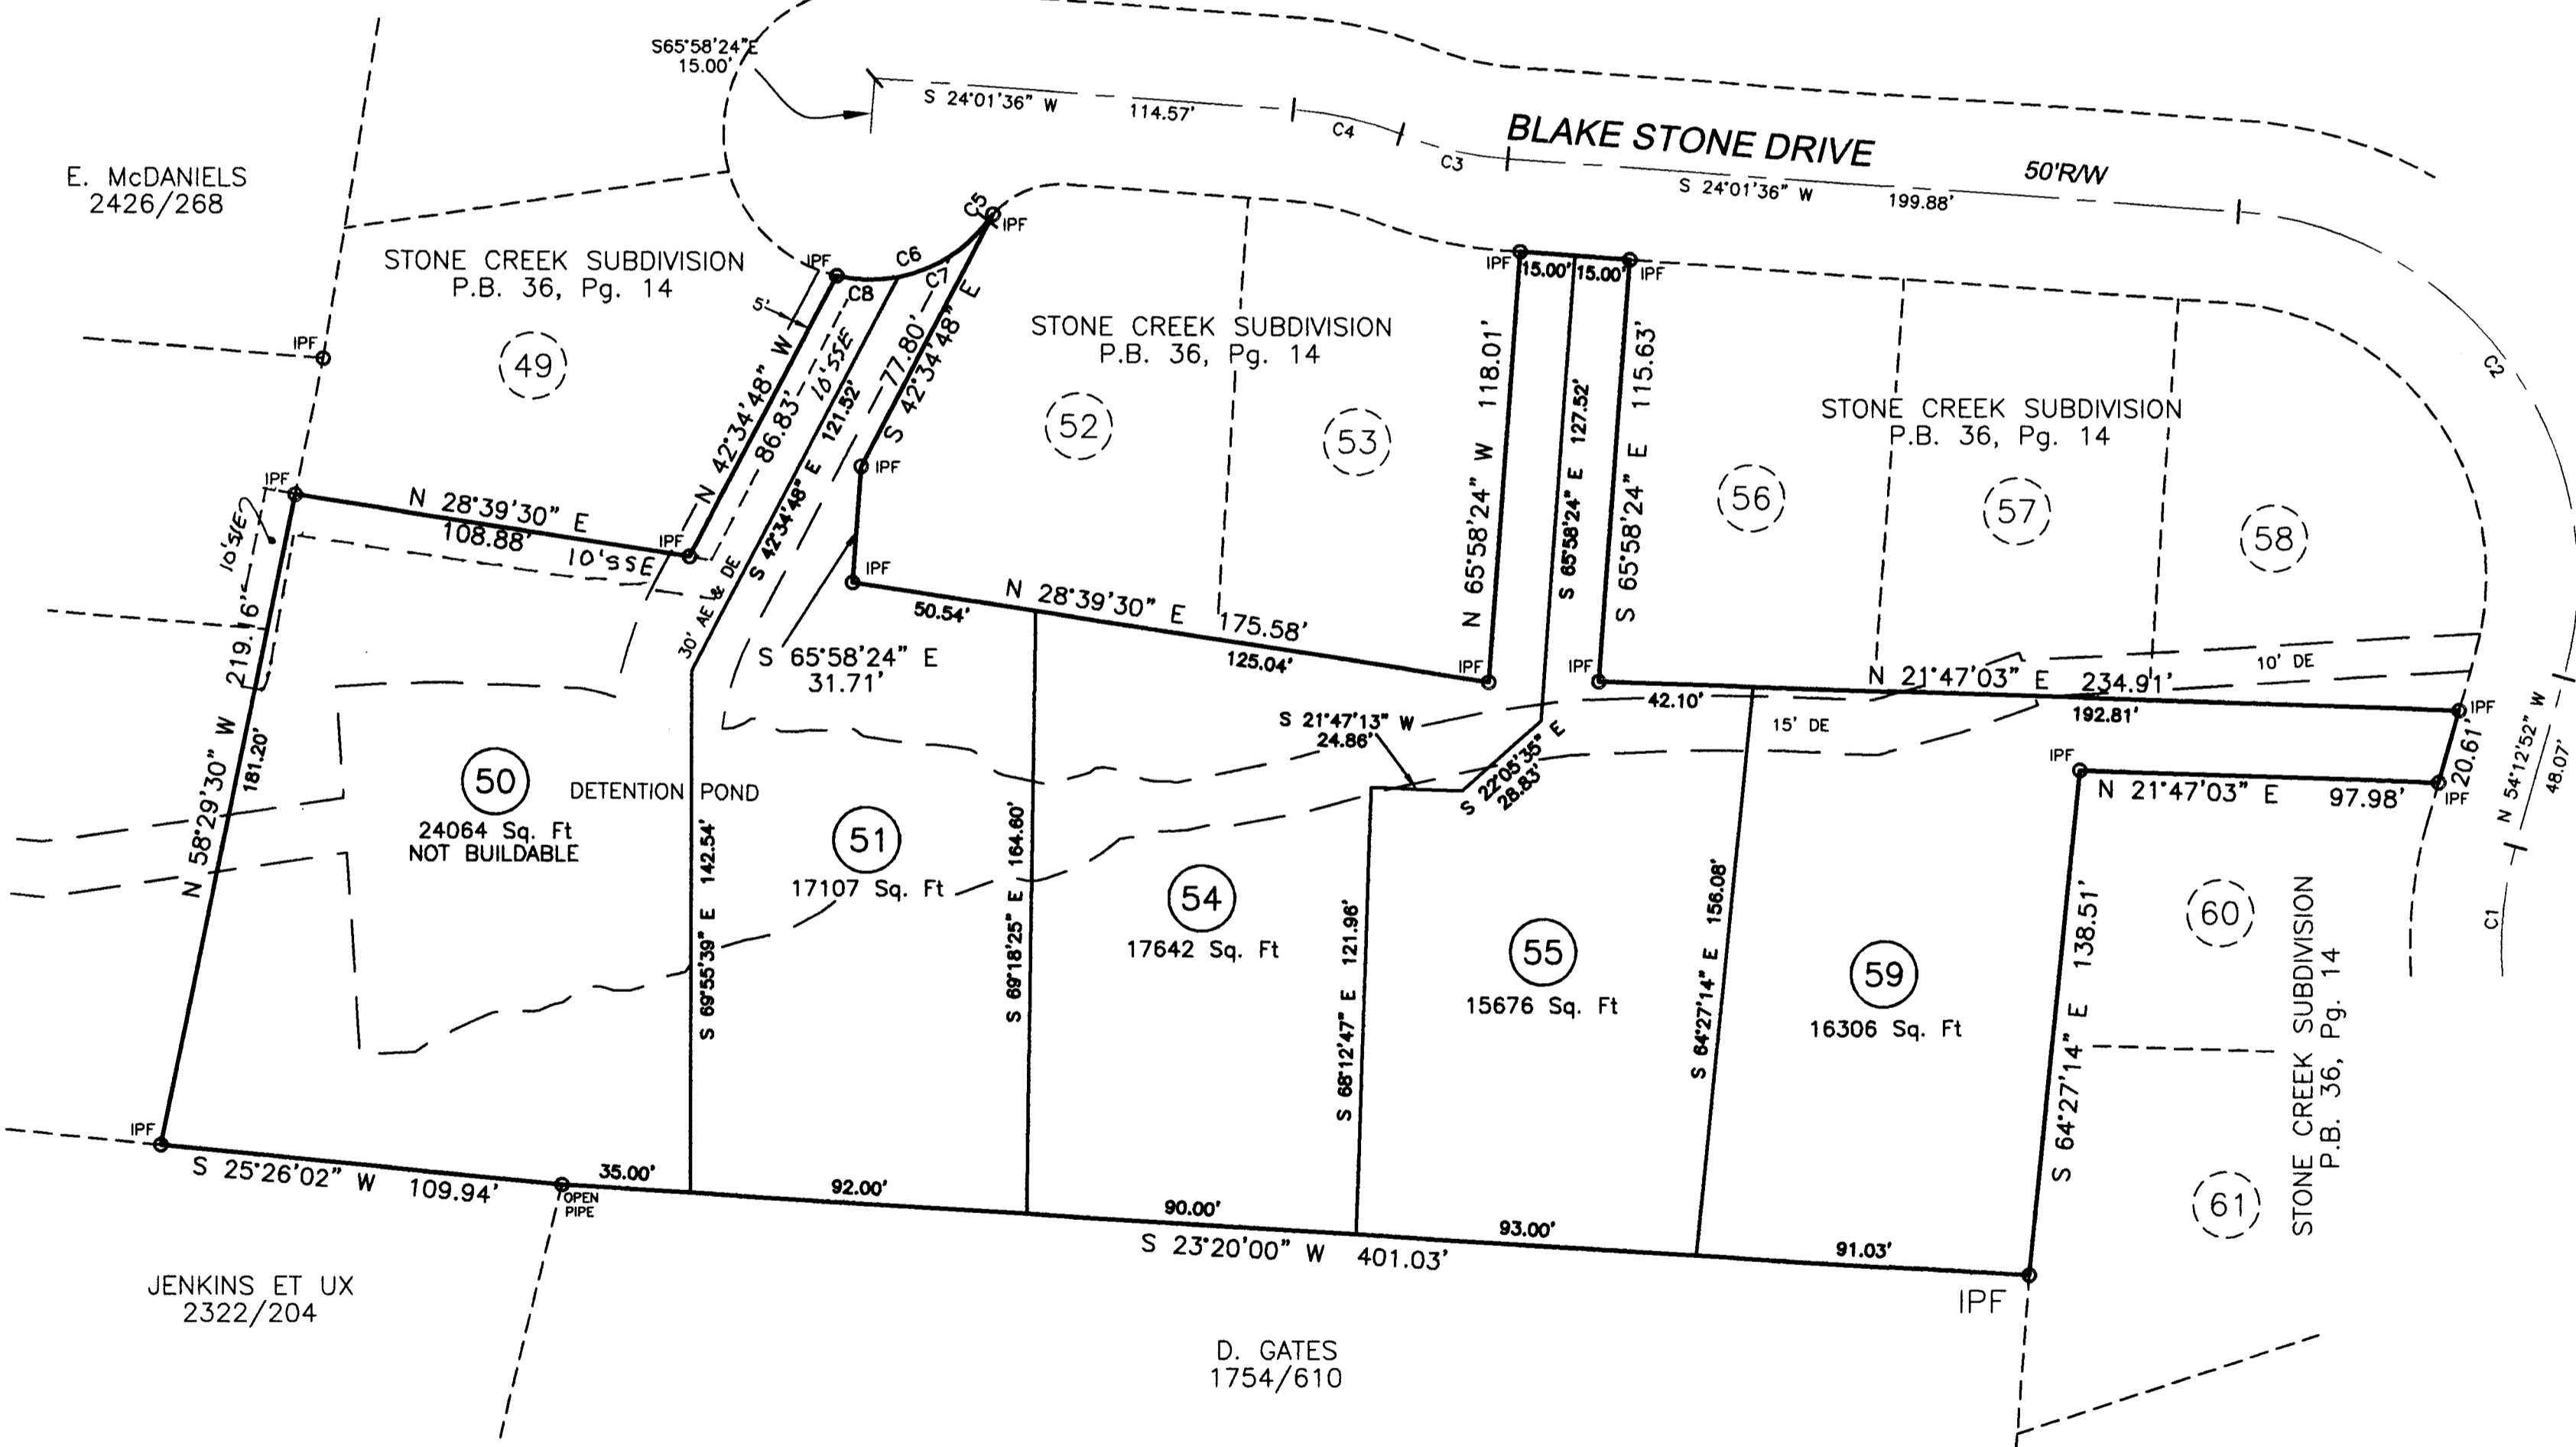 S65°58'24"E
15.00'
S 24°01'36" W 114.57'
C4
C3
BLAKE STONE DRIVE 50'R/W
S 24°01'36" W 199.88'
C2
E. McDANIELS
2426/268
STONE CREEK SUBDIVISION
P.B. 36, Pg. 14
49
IPF
IPF
IPF
C5
IPF
C6
C7
C8
5'
N 42°34'48" W
86.83'
10'SSE
S 42°34'48" E 121.52'
77.80'
S 42°34'48" E
IPF
IPF
IPF
N 28°39'30" E
108.88'
10'SSE
10'S/E
219.16'
N 58°29'30" W
181.20'
30' AE & DE
S 65°58'24" E
31.71'
STONE CREEK SUBDIVISION
P.B. 36, Pg. 14
52
53
N 28°39'30" E 175.58'
50.54'
125.04'
IPF
IPF
15.00'
15.00'
IPF
N 65°58'24" W 118.01'
S 65°58'24" E 127.52'
S 65°58'24" E 115.63'
IPF
STONE CREEK SUBDIVISION
P.B. 36, Pg. 14
56
57
58
N 21°47'03" E 234.91'
42.10'
192.81'
10' DE
15' DE
IPF
20.61'
IPF
IPF
N 21°47'03" E 97.98'
N 54°12'52" W
48.07'
C1
S 21°47'13" W
24.86'
S 22°05'35" E
28.83'
50
24064 Sq. Ft
NOT BUILDABLE
DETENTION POND
S 69°55'39" E 142.54'
51
17107 Sq. Ft
S 69°18'25" E 164.60'
54
17642 Sq. Ft
S 68°12'47" E 121.96'
55
15676 Sq. Ft
S 64°27'14" E 156.08'
59
16306 Sq. Ft
S 64°27'14" E 138.51'
60
61
STONE CREEK SUBDIVISION
P.B. 36, Pg. 14
IPF
S 25°26'02" W 109.94'
OPEN
PIPE
35.00'
92.00'
90.00'
93.00'
91.03'
S 23°20'00" W 401.03'
IPF
JENKINS ET UX
2322/204
D. GATES
1754/610